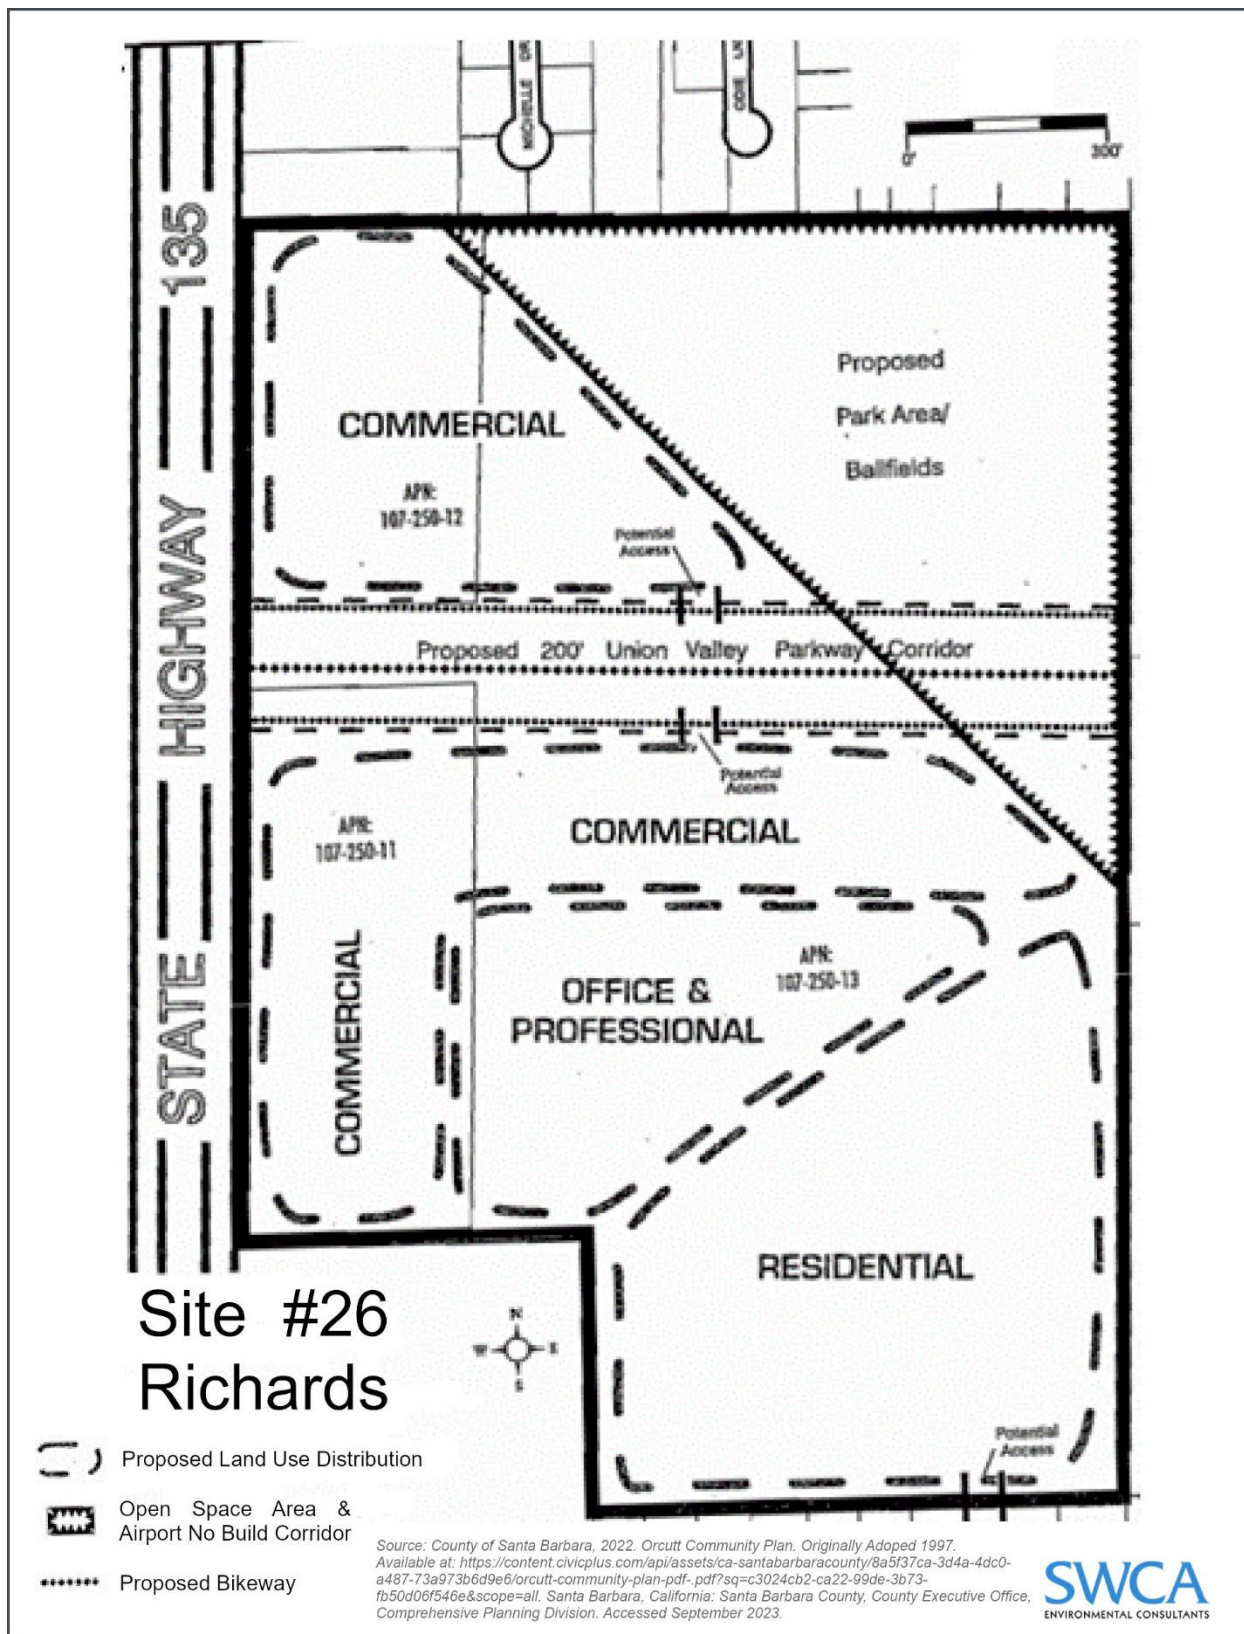 MICHELLE DR
COIE LN
0'
300'
STATE HIGHWAY 135
Proposed
Park Area/
Ballfields
COMMERCIAL
APN:
107-250-12
Potential
Access
Proposed 200' Union Valley Parkway Corridor
Potential
Access
APN:
107-250-11
COMMERCIAL
COMMERCIAL
APN:
107-250-13
OFFICE &
PROFESSIONAL
RESIDENTIAL
Potential
Access
Site #26
Richards
N
W
Proposed Land Use Distribution
Open Space Area &
Airport No Build Corridor
Proposed Bikeway
Source: County of Santa Barbara, 2022. Orcutt Community Plan. Originally Adoped 1997.
Available at: https://content.civicplus.com/api/assets/ca-santabarbaracounty/8a5f37ca-3d4a-4dc0-
a487-73a973b6d9e6/orcutt-community-plan-pdf-.pdf?sq=c3024cb2-ca22-99de-3b73-
fb50d06f546e&scope=all. Santa Barbara, California: Santa Barbara County, County Executive Office,
Comprehensive Planning Division. Accessed September 2023.
SWCA
ENVIRONMENTAL CONSULTANTS